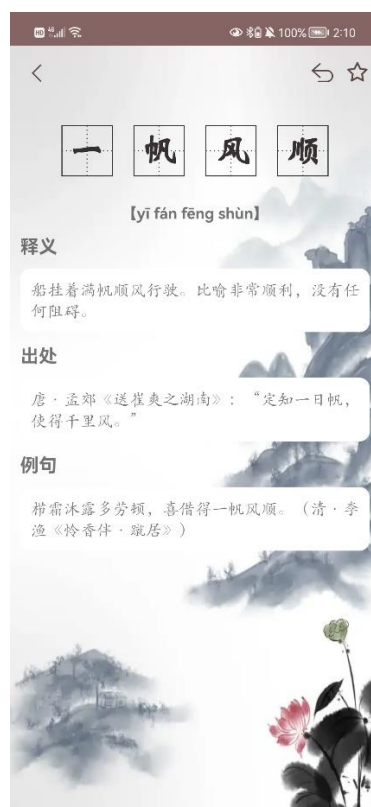 HD 4G 100% 2:10
一帆风顺
【yī fán fēng shùn】
释义
船挂着满帆顺风行驶。比喻非常顺利，没有任
何阻碍。
出处
唐·孟郊《送崔爽之湖南》：“定知一日帆，
使得千里风。”
例句
栉霜沐露多劳顿，喜借得一帆风顺。（清·李
渔《怜香伴·蹴居》）